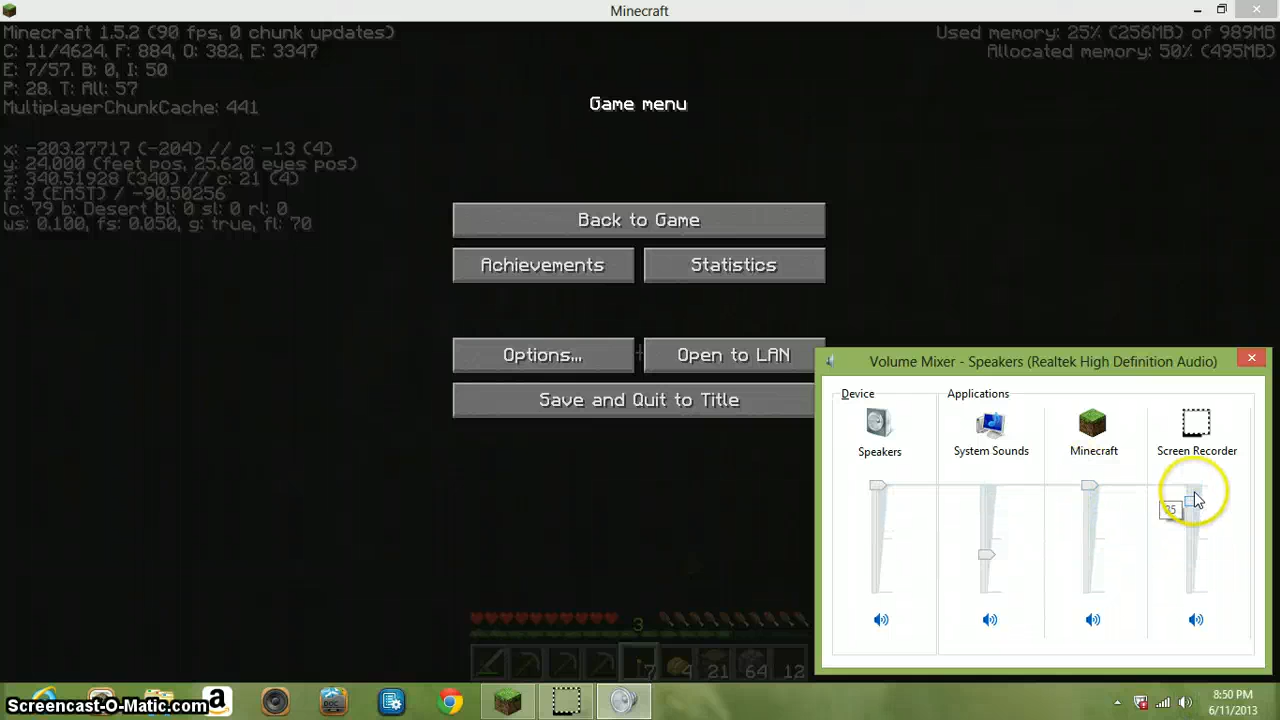 Minecraft
Minecraft 1.5.2 (90 fps, 0 chunk updates)
C: 11/4624. F: 884, O: 382, E: 3347
E: 7/57. B: 0, I: 50
P: 28. T: All: 57
MultiplayerChunkCache: 441
x: -203.27717 (-204) // c: -13 (4)
y: 24.000 (feet pos, 25.620 eyes pos)
z: 340.51928 (340) // c: 21 (4)
f: 3 (EAST) / -90.50256
lc: 79 b: Desert bl: 0 sl: 0 rl: 0
ws: 0.100, fs: 0.050, g: true, fl: 70
Used memory: 25% (256MB) of 989MB
Allocated memory: 50% (495MB)
Game menu
Back to Game
Achievements
Statistics
Options...
Open to LAN
Save and Quit to Title
Volume Mixer - Speakers (Realtek High Definition Audio)
Device
Applications
Speakers
System Sounds
Minecraft
Screen Recorder
3
7
4
21
64
12
Screencast-O-Matic.com
8:50 PM
6/11/2013